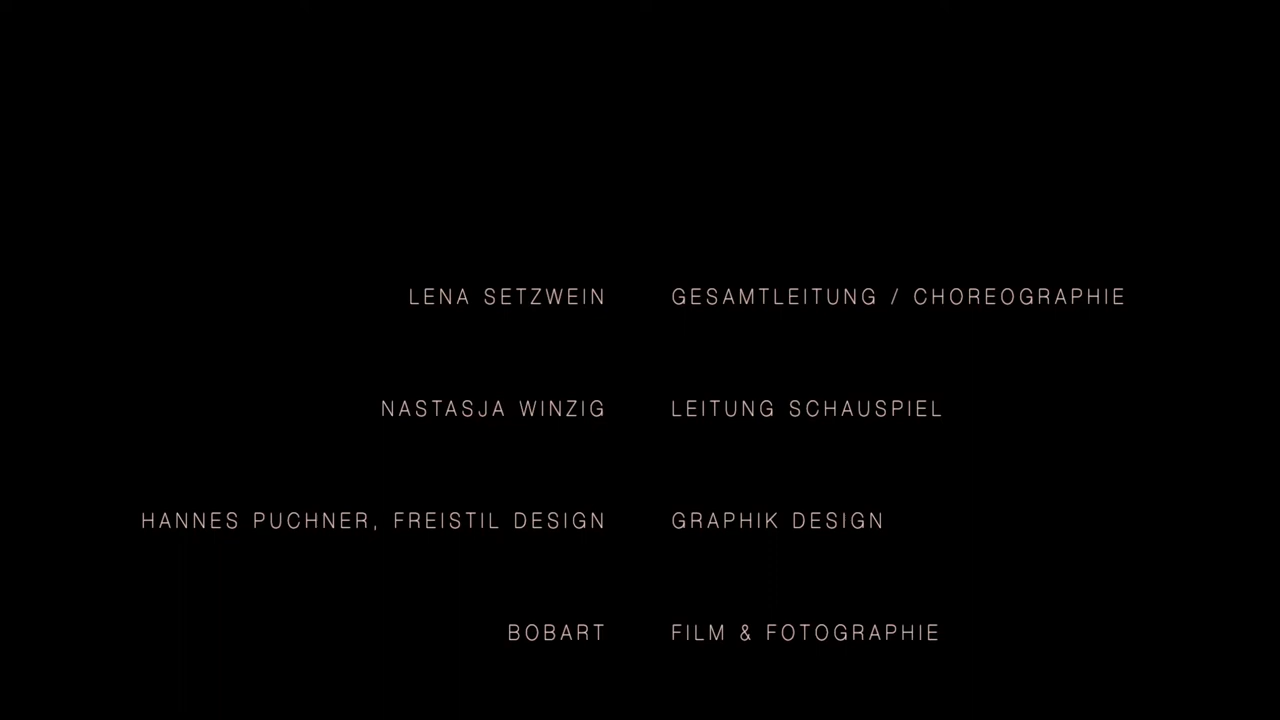 LENA SETZWEIN GESAMTLEITUNG / CHOREOGRAPHIE
NASTASJA WINZIG LEITUNG SCHAUSPIEL
HANNES PUCHNER, FREISTIL DESIGN GRAPHIK DESIGN
BOBART FILM & FOTOGRAPHIE